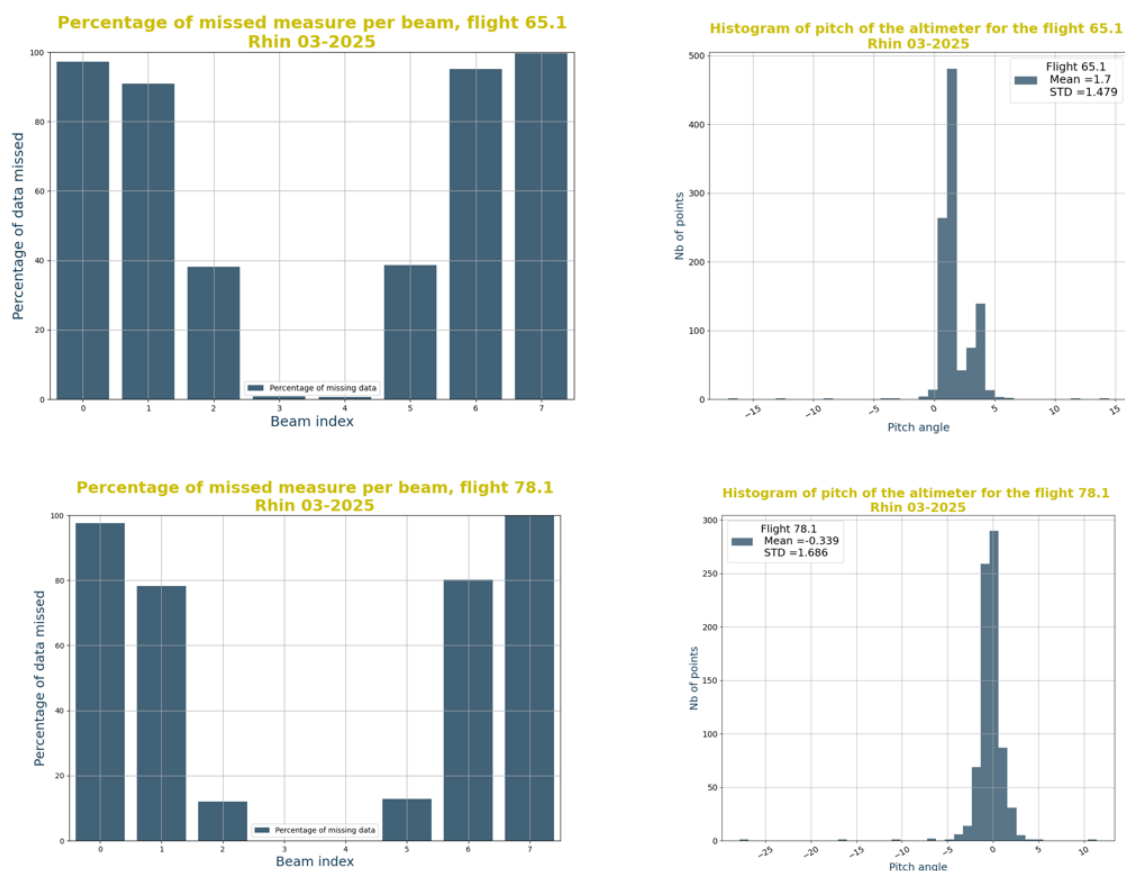 Percentage of missed measure per beam, flight 65.1
Rhin 03-2025
Percentage of data missed
100
80
60
40
20
0
Percentage of missing data
0 1 2 3 4 5 6 7
Beam index
Histogram of pitch of the altimeter for the flight 65.1
Rhin 03-2025
Nb of points
500
400
300
200
100
0
Flight 65.1
Mean =1.7
STD =1.479
−15 −10 −5 0 5 10 15
Pitch angle
Percentage of missed measure per beam, flight 78.1
Rhin 03-2025
Percentage of data missed
100
80
60
40
20
0
Percentage of missing data
0 1 2 3 4 5 6 7
Beam index
Histogram of pitch of the altimeter for the flight 78.1
Rhin 03-2025
Nb of points
300
250
200
150
100
50
0
Flight 78.1
Mean =-0.339
STD =1.686
−25 −20 −15 −10 −5 0 5 10
Pitch angle